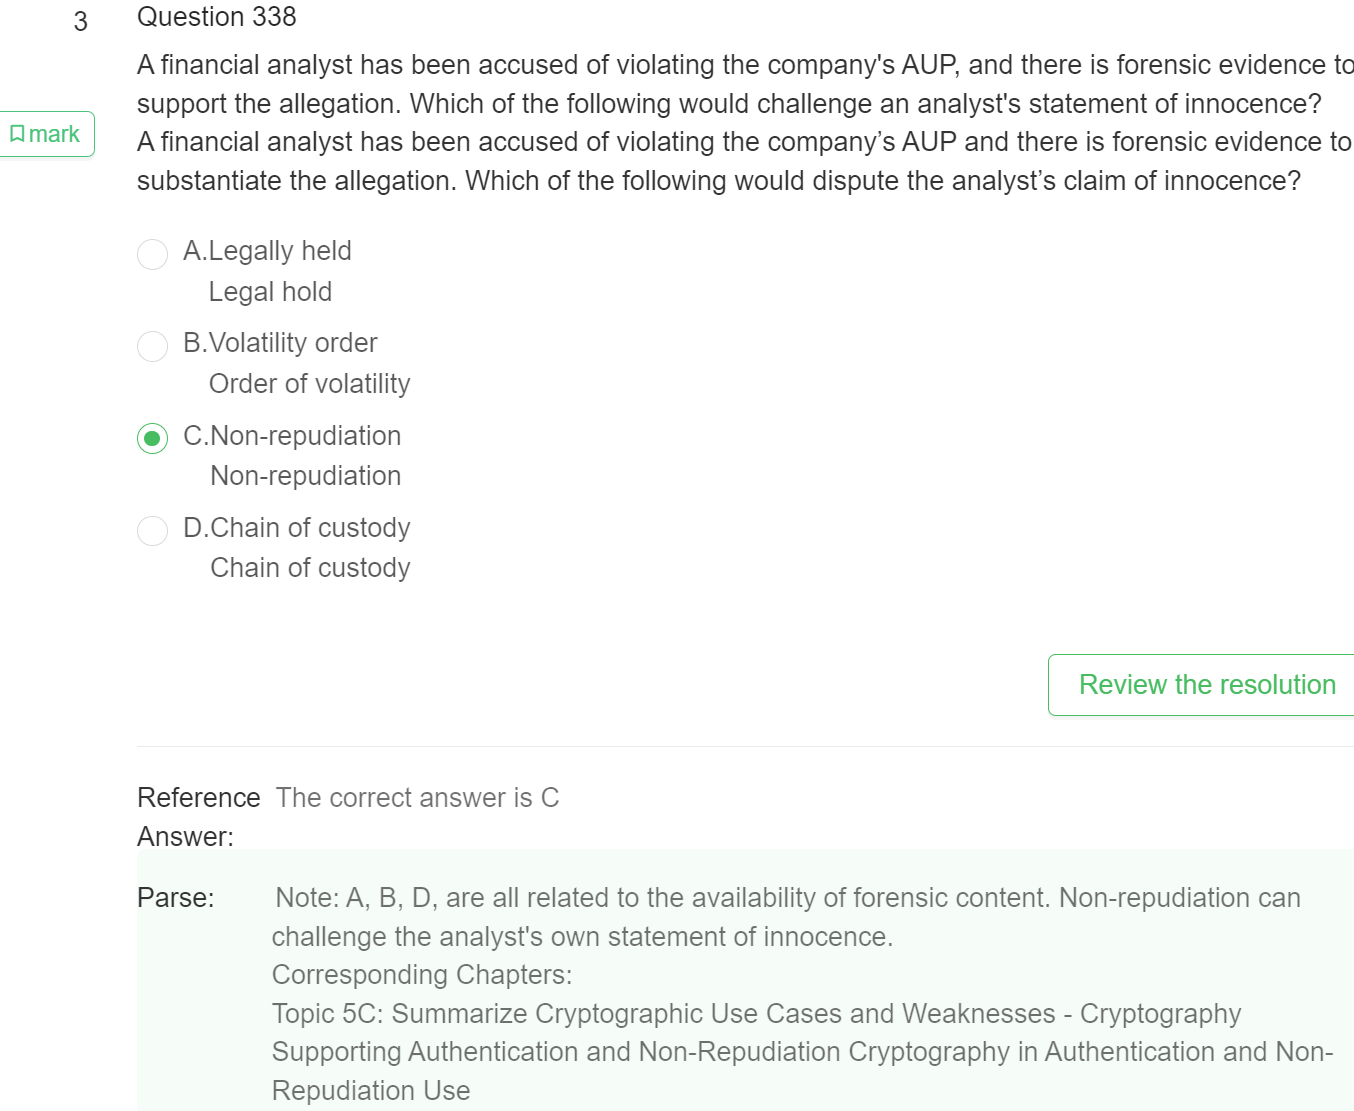 3
Question 338
A financial analyst has been accused of violating the company's AUP, and there is forensic evidence to
support the allegation. Which of the following would challenge an analyst's statement of innocence?
mark
A financial analyst has been accused of violating the company’s AUP and there is forensic evidence to
substantiate the allegation. Which of the following would dispute the analyst’s claim of innocence?
A.Legally held
Legal hold
B.Volatility order
Order of volatility
C.Non-repudiation
Non-repudiation
D.Chain of custody
Chain of custody
Review the resolution
Reference The correct answer is C
Answer:
Parse: Note: A, B, D, are all related to the availability of forensic content. Non-repudiation can
challenge the analyst's own statement of innocence.
Corresponding Chapters:
Topic 5C: Summarize Cryptographic Use Cases and Weaknesses - Cryptography
Supporting Authentication and Non-Repudiation Cryptography in Authentication and Non-
Repudiation Use